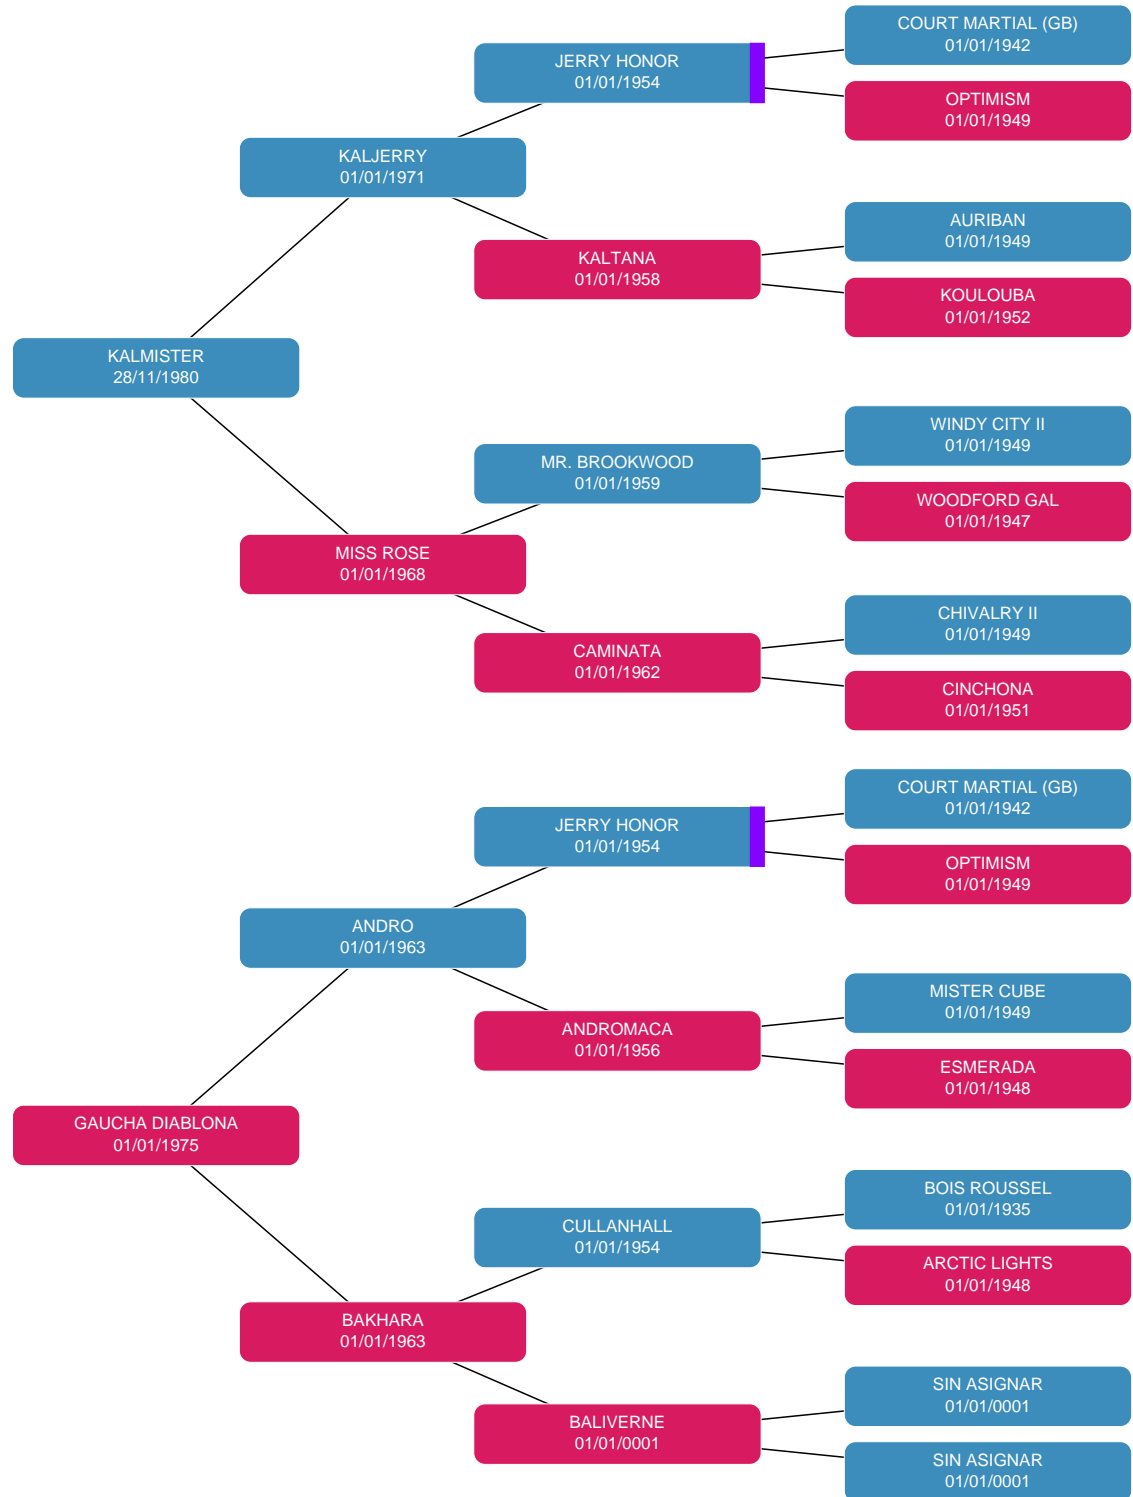 COURT MARTIAL (GB)
01/01/1942
JERRY HONOR
01/01/1954
OPTIMISM
01/01/1949
KALJERRY
01/01/1971
AURIBAN
01/01/1949
KALTANA
01/01/1958
KOULOUBA
01/01/1952
KALMISTER
28/11/1980
WINDY CITY II
01/01/1949
MR. BROOKWOOD
01/01/1959
WOODFORD GAL
01/01/1947
MISS ROSE
01/01/1968
CHIVALRY II
01/01/1949
CAMINATA
01/01/1962
CINCHONA
01/01/1951
COURT MARTIAL (GB)
01/01/1942
JERRY HONOR
01/01/1954
OPTIMISM
01/01/1949
ANDRO
01/01/1963
MISTER CUBE
01/01/1949
ANDROMACA
01/01/1956
ESMERADA
01/01/1948
GAUCHA DIABLONA
01/01/1975
BOIS ROUSSEL
01/01/1935
CULLANHALL
01/01/1954
ARCTIC LIGHTS
01/01/1948
BAKHARA
01/01/1963
SIN ASIGNAR
01/01/0001
BALIVERNE
01/01/0001
SIN ASIGNAR
01/01/0001